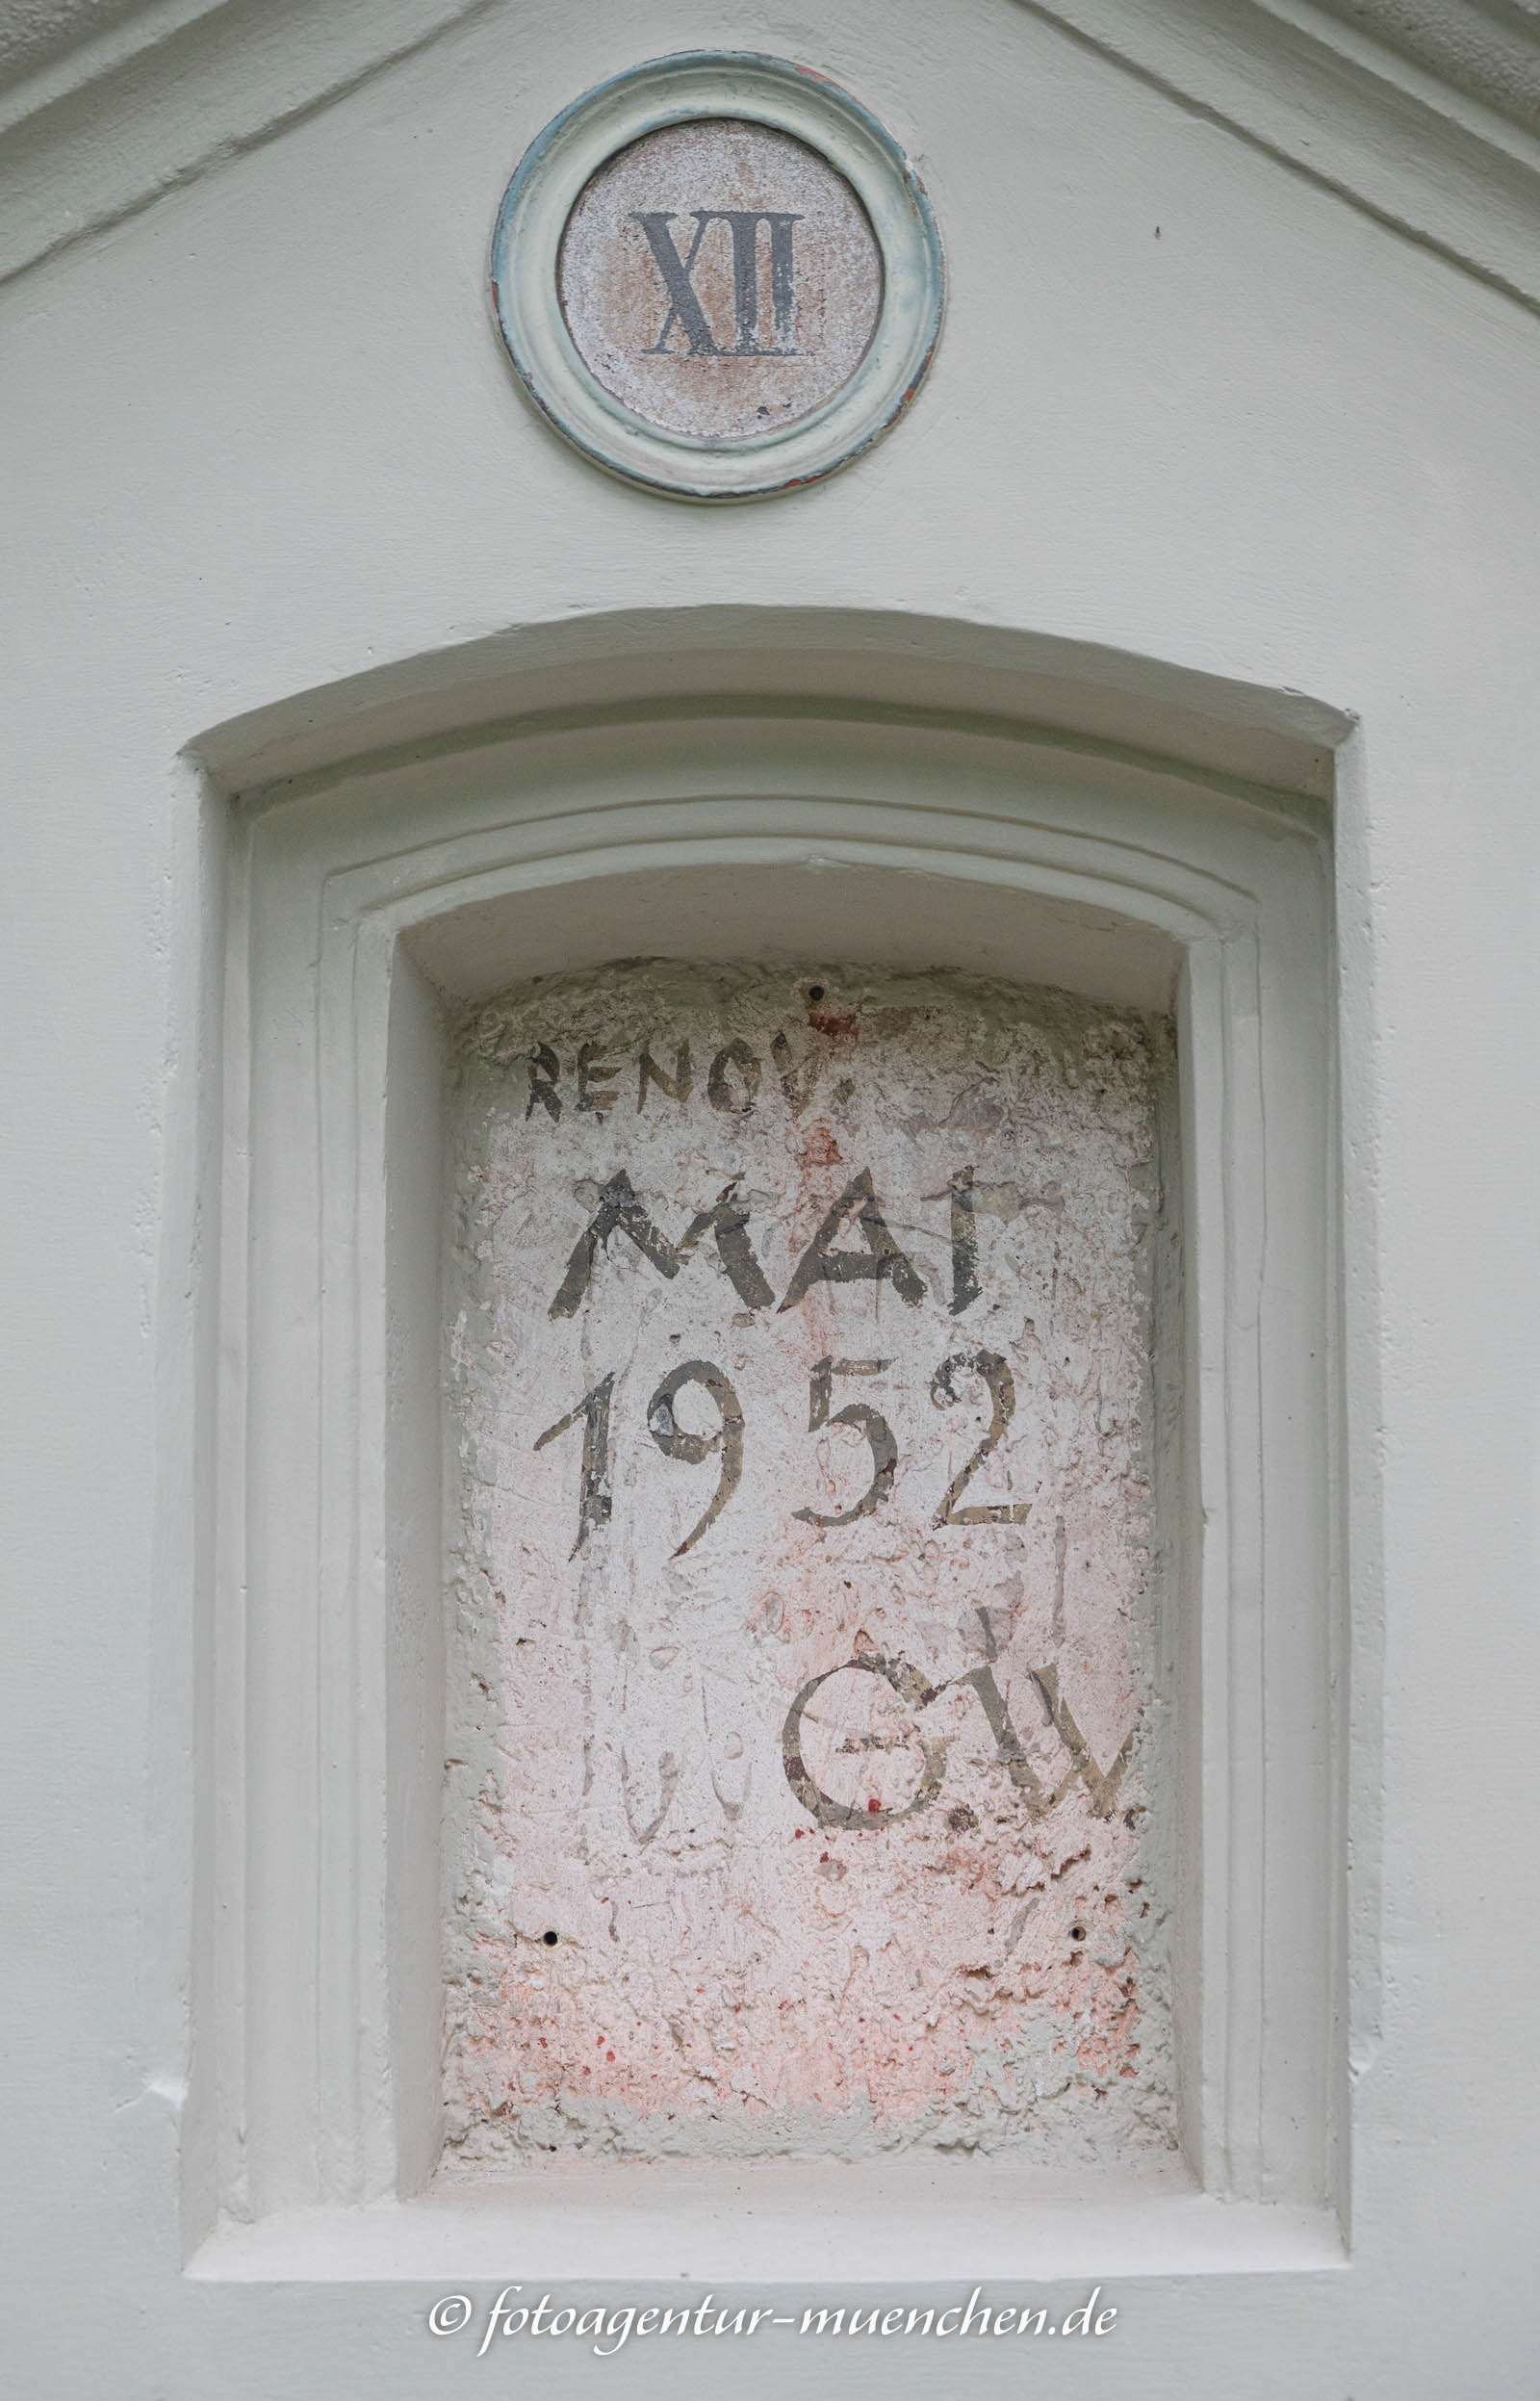 XII
RENOV.
MAI
1952
G.W.
© fotoagentur-muenchen.de